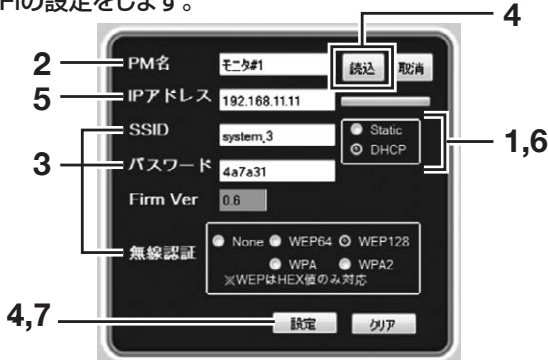 Fiの設定をします。
4
2 PM名 モニタ#1 読込 取消
5 IPアドレス 192.168.11.11
SSID system_3 Static
DHCP 1,6
3 パスワード 4a7a31
Firm Ver 0.6
無線認証 None WEP64 WEP128
WPA WPA2
※WEPはHEX値のみ対応
4,7 設定 クリア